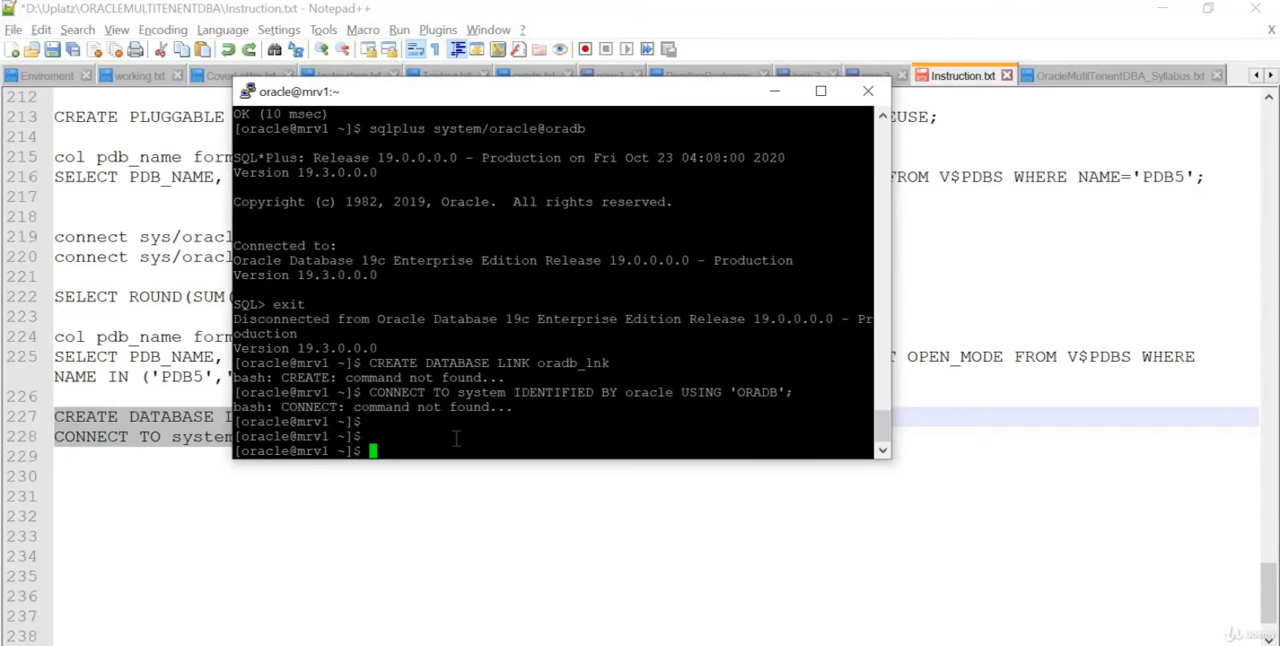 *D:\Uplatz\ORACLEMULTITENENTDBA\Instruction.txt - Notepad++
File Edit Search View Encoding Language Settings Tools Macro Run Plugins Window ? X
Enviroment working.txt Instruction.txt OracleMultiTenentDBA_Syllabus.txt
oracle@mrv1:~
OK (10 msec)
[oracle@mrv1 ~]$ sqlplus system/oracle@oradb
SQL*Plus: Release 19.0.0.0.0 - Production on Fri Oct 23 04:08:00 2020
Version 19.3.0.0.0
Copyright (c) 1982, 2019, Oracle.  All rights reserved.
Connected to:
Oracle Database 19c Enterprise Edition Release 19.0.0.0.0 - Production
Version 19.3.0.0.0
SQL> exit
Disconnected from Oracle Database 19c Enterprise Edition Release 19.0.0.0.0 - Pr
oduction
Version 19.3.0.0.0
[oracle@mrv1 ~]$ CREATE DATABASE LINK oradb_lnk
bash: CREATE: command not found...
[oracle@mrv1 ~]$ CONNECT TO system IDENTIFIED BY oracle USING 'ORADB';
bash: CONNECT: command not found...
[oracle@mrv1 ~]$
[oracle@mrv1 ~]$
[oracle@mrv1 ~]$
212
213 CREATE PLUGGABLE EUSE;
214
215 col pdb_name form
216 SELECT PDB_NAME, FROM V$PDBS WHERE NAME='PDB5';
217
218
219 connect sys/oracl
220 connect sys/oracl
221
222 SELECT ROUND(SUM(
223
224 col pdb_name form
225 SELECT PDB_NAME, T OPEN_MODE FROM V$PDBS WHERE
NAME IN ('PDB5','
226
227 CREATE DATABASE L
228 CONNECT TO system
229
230
231
232
233
234
235
236
237
238
Udemy